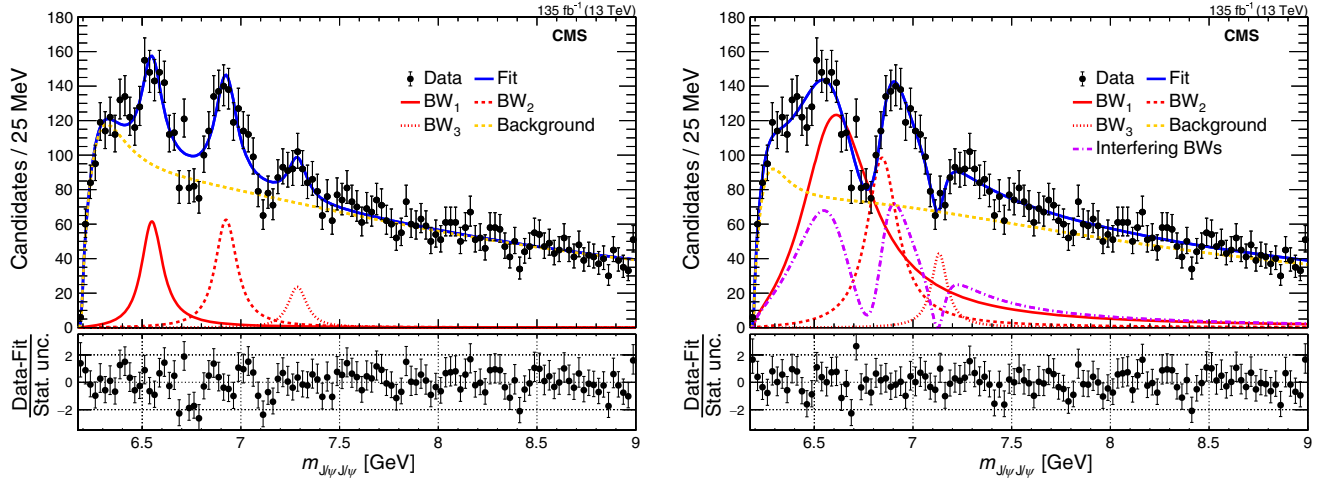 135 fb⁻¹ (13 TeV)
CMS
Data
Fit
BW₁
BW₂
BW₃
Background
Candidates / 25 MeV
180
160
140
120
100
80
60
40
20
0
Data-Fit
Stat. unc.
2
0
−2
6.5
7
7.5
8
8.5
9
m J/ψ J/ψ [GeV]
135 fb⁻¹ (13 TeV)
CMS
Data
Fit
BW₁
BW₂
BW₃
Background
Interfering BWs
Candidates / 25 MeV
180
160
140
120
100
80
60
40
20
0
Data-Fit
Stat. unc.
2
0
−2
6.5
7
7.5
8
8.5
9
m J/ψ J/ψ [GeV]